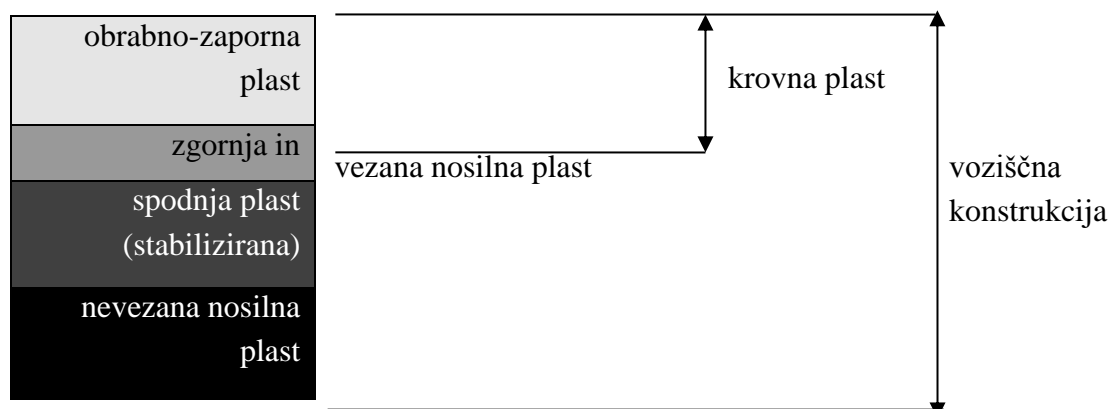 obrabno-zaporna
plast
krovna plast
zgornja in
vezana nosilna plast
voziščna
konstrukcija
spodnja plast
(stabilizirana)
nevezana nosilna
plast